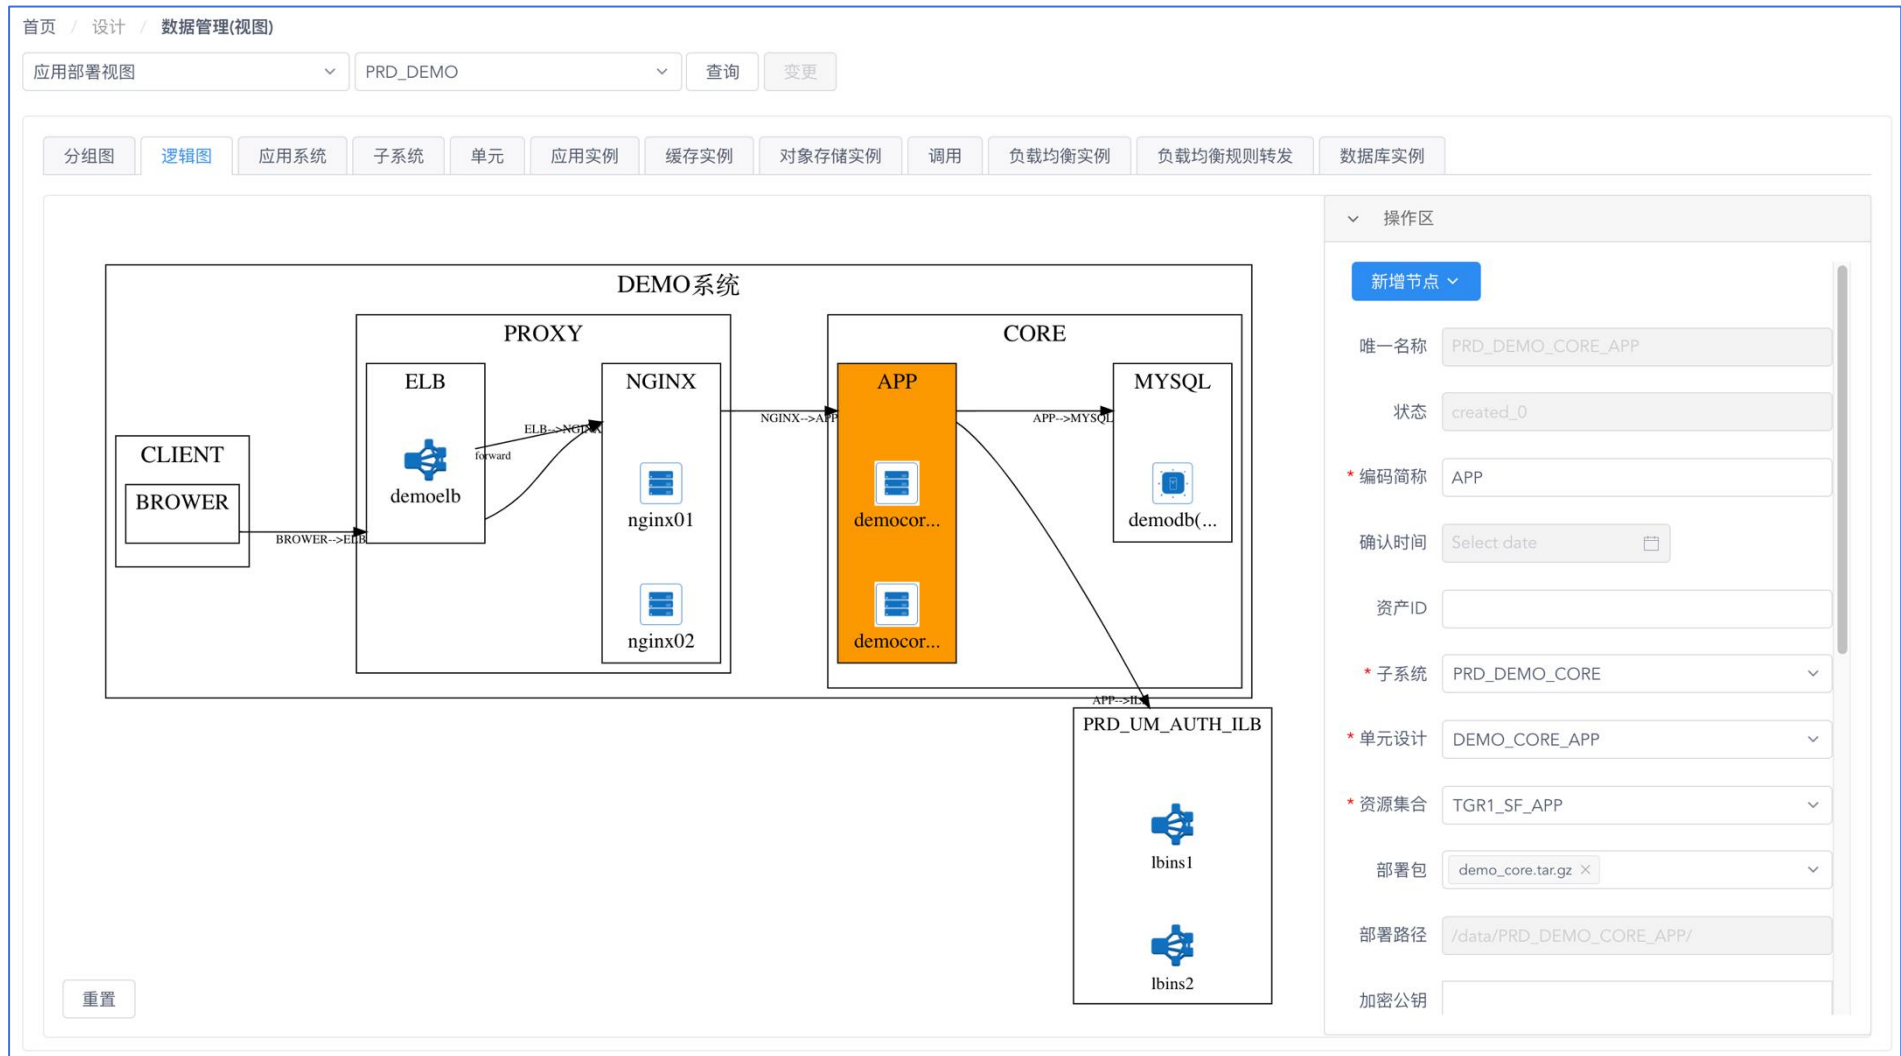 首页 / 设计 / 数据管理(视图)
应用部署视图 PRD_DEMO 查询 变更
分组图 逻辑图 应用系统 子系统 单元 应用实例 缓存实例 对象存储实例 调用 负载均衡实例 负载均衡规则转发 数据库实例
DEMO系统
PROXY
CORE
ELB
NGINX
APP
MYSQL
ELB-->NGINX
forward
NGINX-->APP
APP-->MYSQL
CLIENT
BROWER
BROWER-->ELB
demoelb
nginx01
democor...
demodb(...
nginx02
democor...
APP-->IL
PRD_UM_AUTH_ILB
lbins1
lbins2
重置
操作区
新增节点
唯一名称 PRD_DEMO_CORE_APP
状态 created_0
* 编码简称 APP
确认时间 Select date
资产ID
* 子系统 PRD_DEMO_CORE
* 单元设计 DEMO_CORE_APP
* 资源集合 TGR1_SF_APP
部署包 demo_core.tar.gz ×
部署路径 /data/PRD_DEMO_CORE_APP/
加密公钥